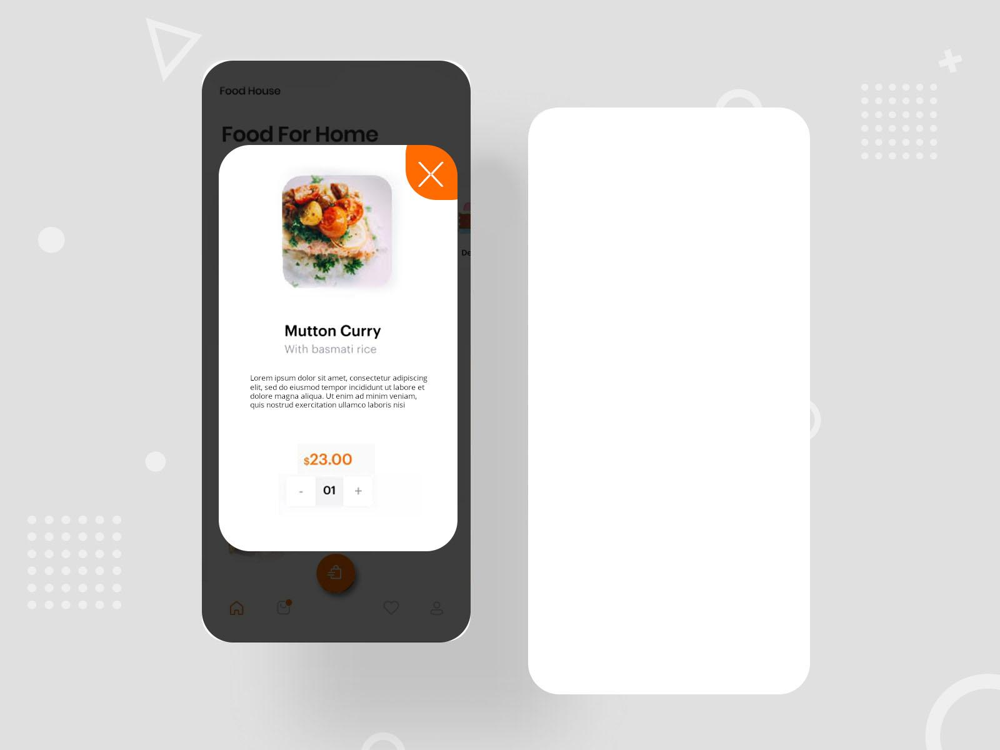 Food House
Food For Home
De
Mutton Curry
With basmati rice
Lorem ipsum dolor sit amet, consectetur adipiscing
elit, sed do eiusmod tempor incididunt ut labore et
dolore magna aliqua. Ut enim ad minim veniam,
quis nostrud exercitation ullamco laboris nisi
$23.00
- 01 +